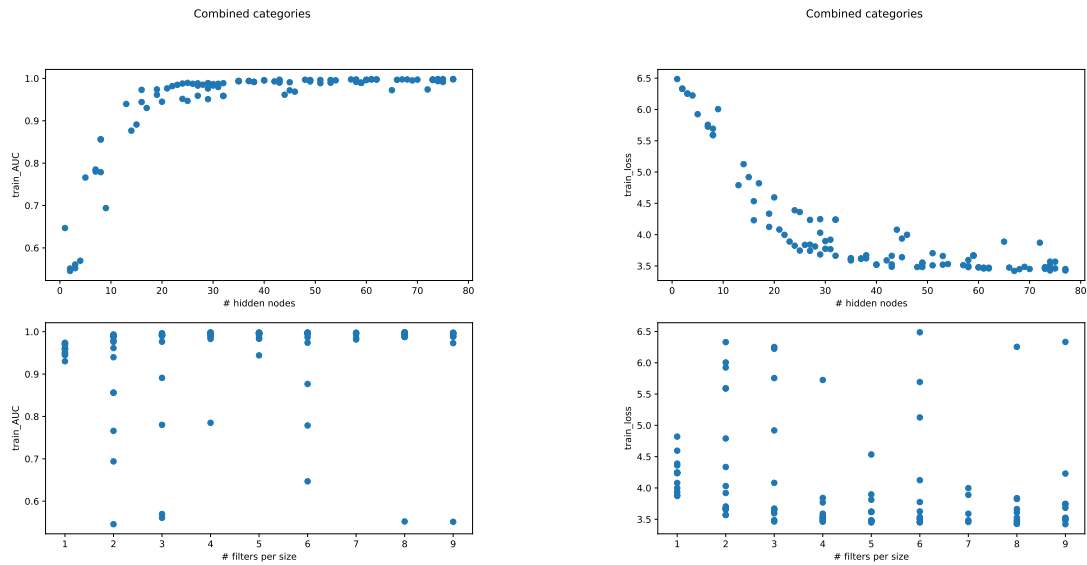 Combined categories
Combined categories
1.0
0.9
0.8
0.7
0.6
train_AUC
0 10 20 30 40 50 60 70 80
# hidden nodes
6.5
6.0
5.5
5.0
4.5
4.0
3.5
train_loss
0 10 20 30 40 50 60 70 80
# hidden nodes
1.0
0.9
0.8
0.7
0.6
train_AUC
1 2 3 4 5 6 7 8 9
# filters per size
6.5
6.0
5.5
5.0
4.5
4.0
3.5
train_loss
1 2 3 4 5 6 7 8 9
# filters per size